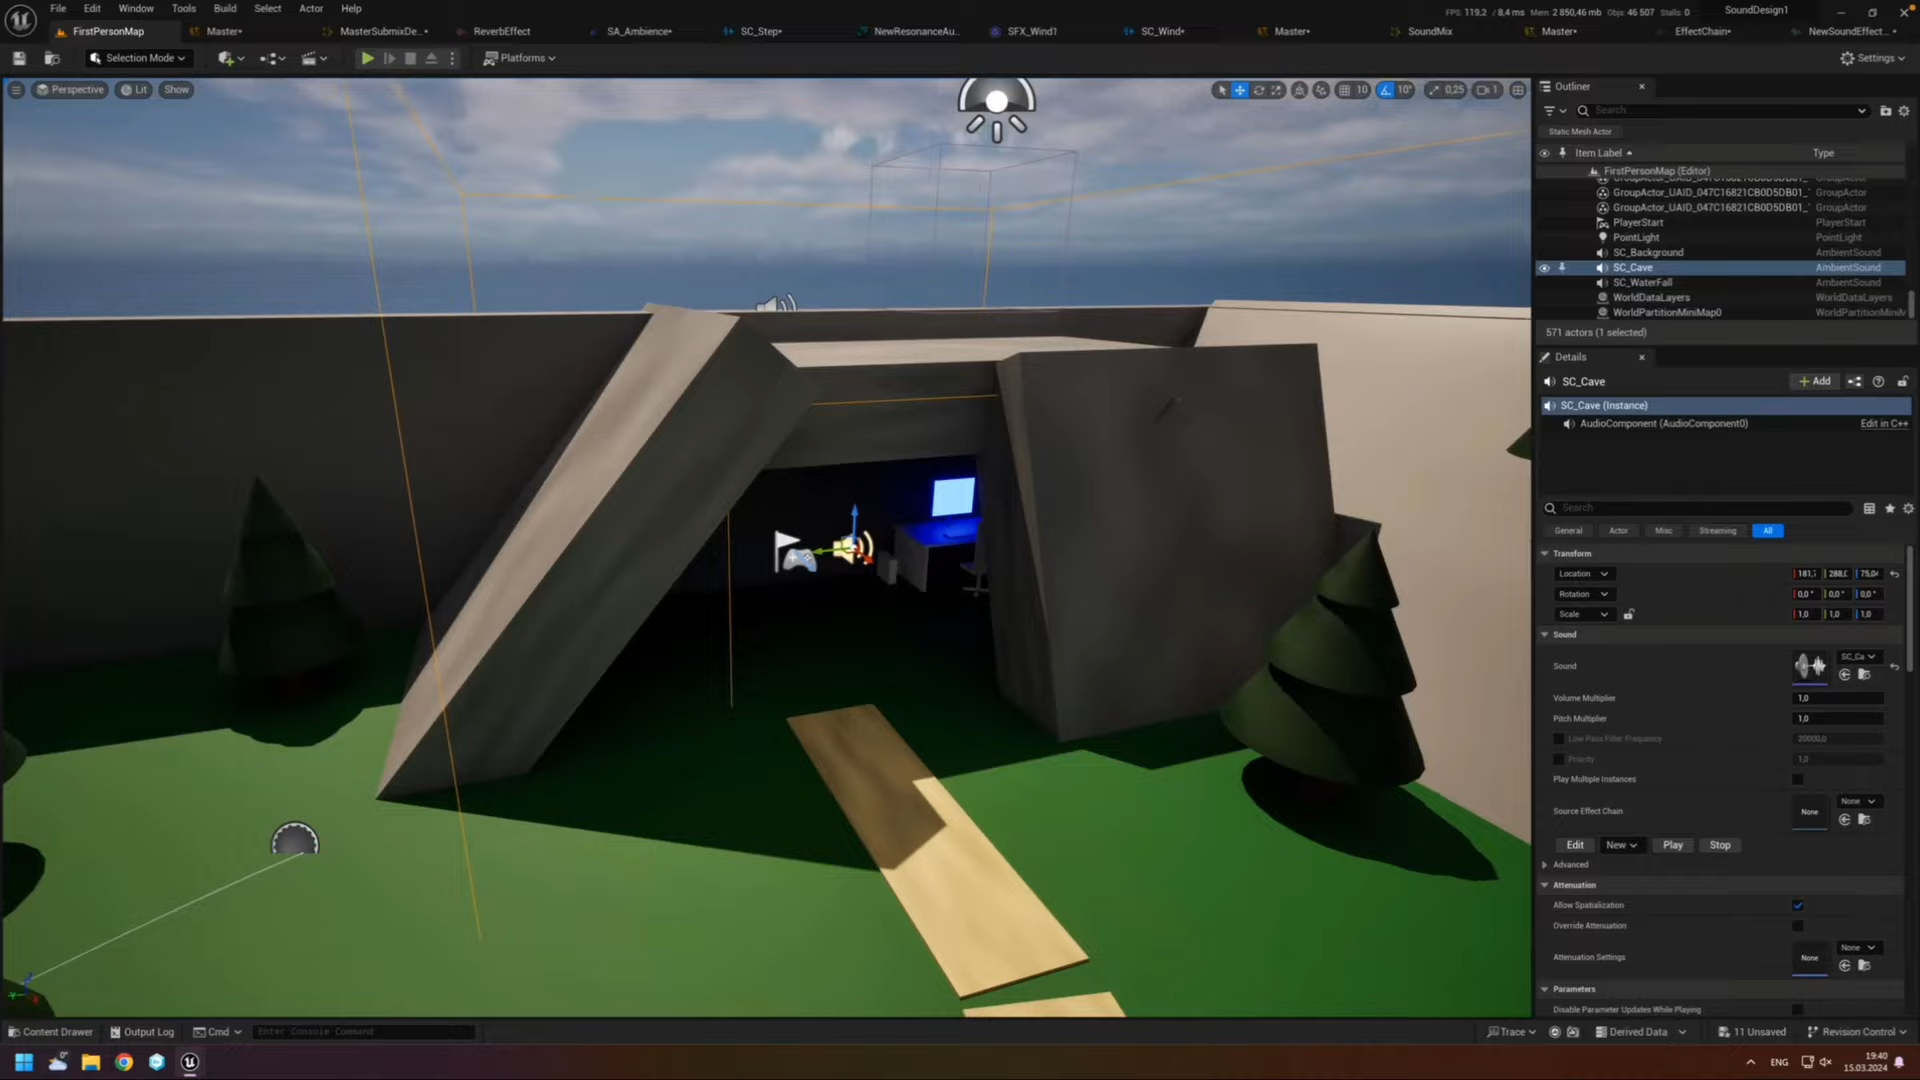 File Edit Window Tools Build Select Actor Help
FPS: 119.2 / 8,4 ms Mem: 2 850,46 mb Objs: 46 507 Stalls: 0 SoundDesign1
FirstPersonMap Master* MasterSubmixDe...* ReverbEffect SA_Ambience* SC_Step* NewResonanceAu... SFX_Wind1 SC_Wind* Master* SoundMix Master* EffectChain* NewSoundEffect...*
Selection Mode Platforms Settings
Perspective Lit Show 10 10° 0,25 1
Outliner
Search
Static Mesh Actor
Item Label Type
FirstPersonMap (Editor)
GroupActor_UAID_047C16821CB0D5DB01_ GroupActor
GroupActor_UAID_047C16821CB0D5DB01_ GroupActor
PlayerStart PlayerStart
PointLight PointLight
SC_Background AmbientSound
SC_Cave AmbientSound
SC_WaterFall AmbientSound
WorldDataLayers WorldDataLayers
WorldPartitionMiniMap0 WorldPartitionMiniM
571 actors (1 selected)
Details
SC_Cave Add
SC_Cave (Instance)
AudioComponent (AudioComponent0) Edit in C++
Search
General Actor Misc Streaming All
Transform
Location 181,7 288,0 75,04
Rotation 0,0 ° 0,0 ° 0,0 °
Scale 1,0 1,0 1,0
Sound
Sound SC_Ca
Volume Multiplier 1,0
Pitch Multiplier 1,0
Low Pass Filter Frequency 20000,0
Priority 1,0
Play Multiple Instances
Source Effect Chain None None
Edit New Play Stop
Advanced
Attenuation
Allow Spatialization
Override Attenuation
Attenuation Settings None None
Parameters
Disable Parameter Updates While Playing
Content Drawer Output Log Cmd Enter Console Command Trace Derived Data 11 Unsaved Revision Control
ENG 19:40
15.03.2024